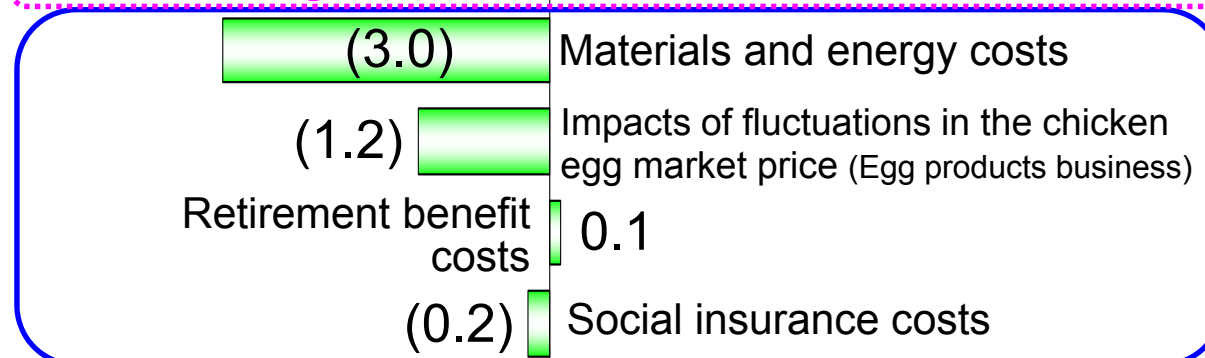 (3.0) Materials and energy costs
(1.2) Impacts of fluctuations in the chicken
egg market price (Egg products business)
Retirement benefit
costs
0.1
(0.2) Social insurance costs